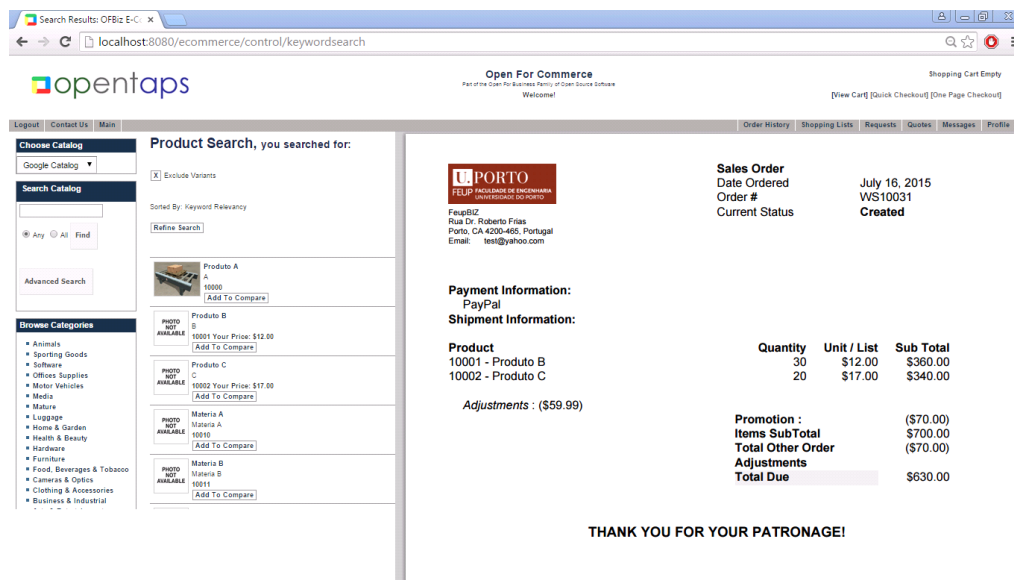 Search Results: OFBiz E-Co
localhost:8080/ecommerce/control/keywordsearch
opentaps
Open For Commerce
Part of the Open For Business Family of Open Source Software
Welcome!
Shopping Cart Empty
[View Cart] [Quick Checkout] [One Page Checkout]
Logout Contact Us Main
Order History Shopping Lists Requests Quotes Messages Profile
Choose Catalog
Google Catalog
Search Catalog
Any All Find
Advanced Search
Browse Categories
Animals
Sporting Goods
Software
Offices Supplies
Motor Vehicles
Media
Mature
Luggage
Home & Garden
Health & Beauty
Hardware
Furniture
Food, Beverages & Tobacco
Cameras & Optics
Clothing & Accessories
Business & Industrial
Product Search, you searched for:
X Exclude Variants
Sorted By: Keyword Relevancy
Refine Search
Produto A
A
10000
Add To Compare
PHOTO NOT AVAILABLE
Produto B
B
10001 Your Price: $12.00
Add To Compare
PHOTO NOT AVAILABLE
Produto C
C
10002 Your Price: $17.00
Add To Compare
PHOTO NOT AVAILABLE
Materia A
Materia A
10010
Add To Compare
PHOTO NOT AVAILABLE
Materia B
Materia B
10011
Add To Compare
U. PORTO
FEUP FACULDADE DE ENGENHARIA
UNIVERSIDADE DO PORTO
FeupBIZ
Rua Dr. Roberto Frias
Porto, CA 4200-465, Portugal
Email: test@yahoo.com
Sales Order
Date Ordered July 16, 2015
Order # WS10031
Current Status Created
Payment Information:
PayPal
Shipment Information:
Product Quantity Unit / List Sub Total
10001 - Produto B 30 $12.00 $360.00
10002 - Produto C 20 $17.00 $340.00
Adjustments : ($59.99)
Promotion : ($70.00)
Items SubTotal $700.00
Total Other Order ($70.00)
Adjustments
Total Due $630.00
THANK YOU FOR YOUR PATRONAGE!